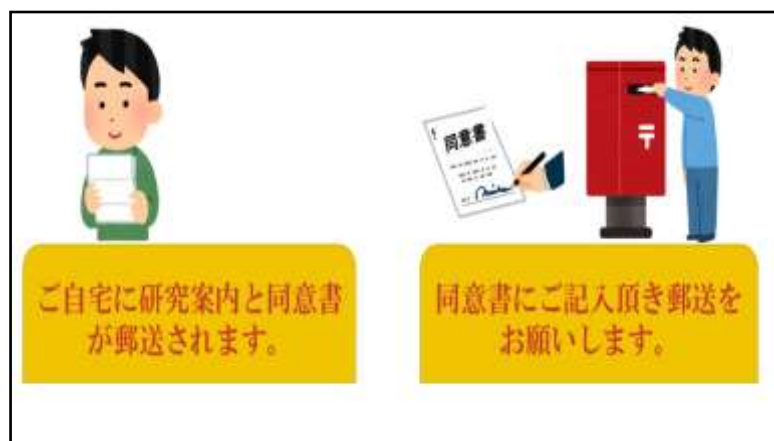 同意書
〒
ご自宅に研究案内と同意書
が郵送されます。
同意書にご記入頂き郵送を
お願いします。